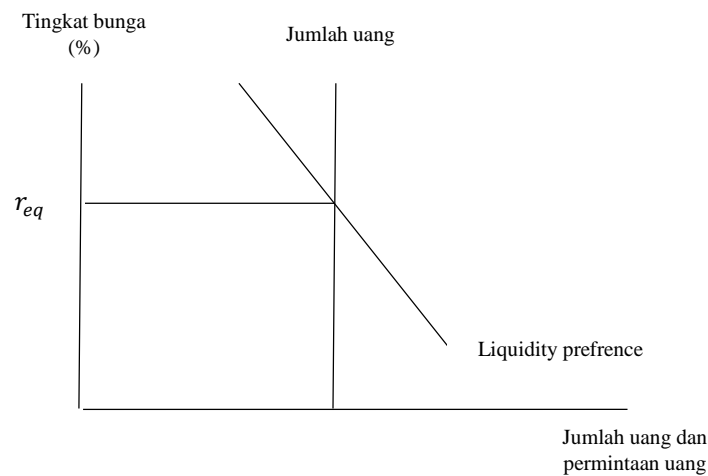 Tingkat bunga
(%)
Jumlah uang
r_eq
Liquidity prefrence
Jumlah uang dan
permintaan uang